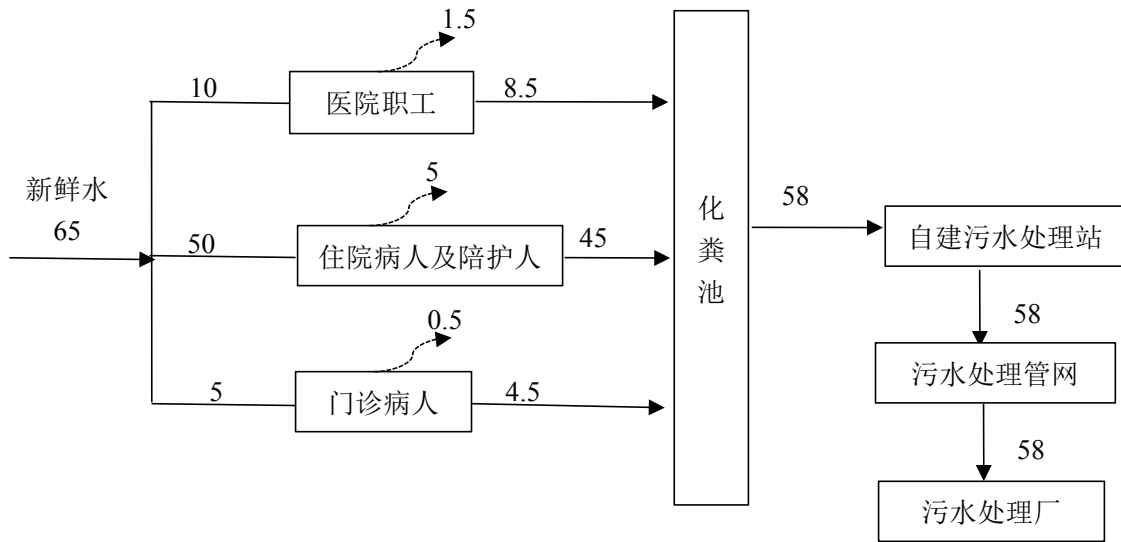 1.5
10
医院职工
8.5
新鲜水
65
5
50
住院病人及陪护人
45
0.5
5
门诊病人
4.5
化
粪
池
58
自建污水处理站
58
污水处理管网
58
污水处理厂